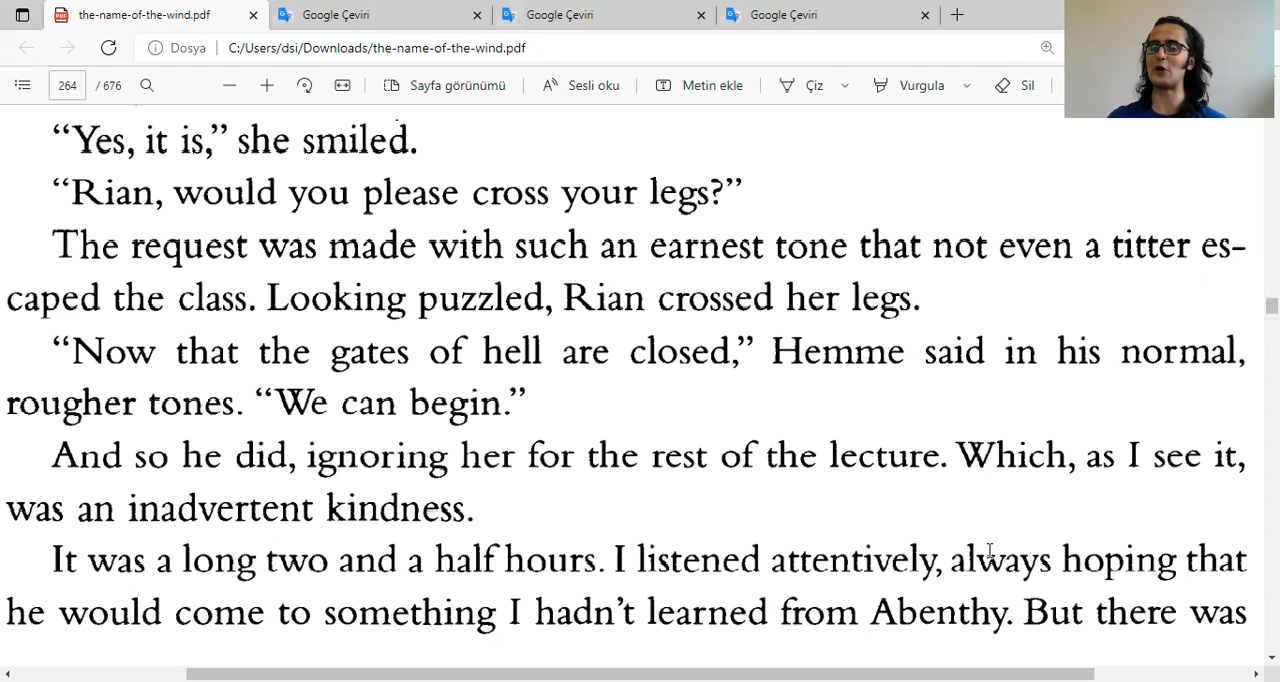 the-name-of-the-wind.pdf
Google Çeviri
Google Çeviri
Google Çeviri
Dosya
C:/Users/dsi/Downloads/the-name-of-the-wind.pdf
264 / 676
Sayfa görünümü
Sesli oku
Metin ekle
Çiz
Vurgula
Sil
“Yes, it is,” she smiled.
“Rian, would you please cross your legs?”
The request was made with such an earnest tone that not even a titter es-
caped the class. Looking puzzled, Rian crossed her legs.
“Now that the gates of hell are closed,” Hemme said in his normal,
rougher tones. “We can begin.”
And so he did, ignoring her for the rest of the lecture. Which, as I see it,
was an inadvertent kindness.
It was a long two and a half hours. I listened attentively, always hoping that
he would come to something I hadn’t learned from Abenthy. But there was